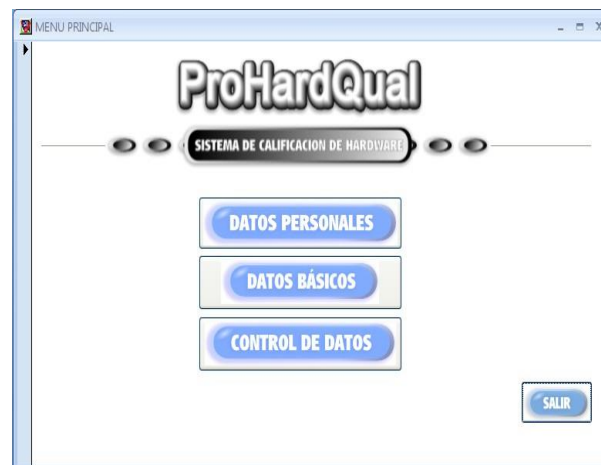 MENU PRINCIPAL
ProHardQual
SISTEMA DE CALIFICACION DE HARDWARE
DATOS PERSONALES
DATOS BÁSICOS
CONTROL DE DATOS
SALIR